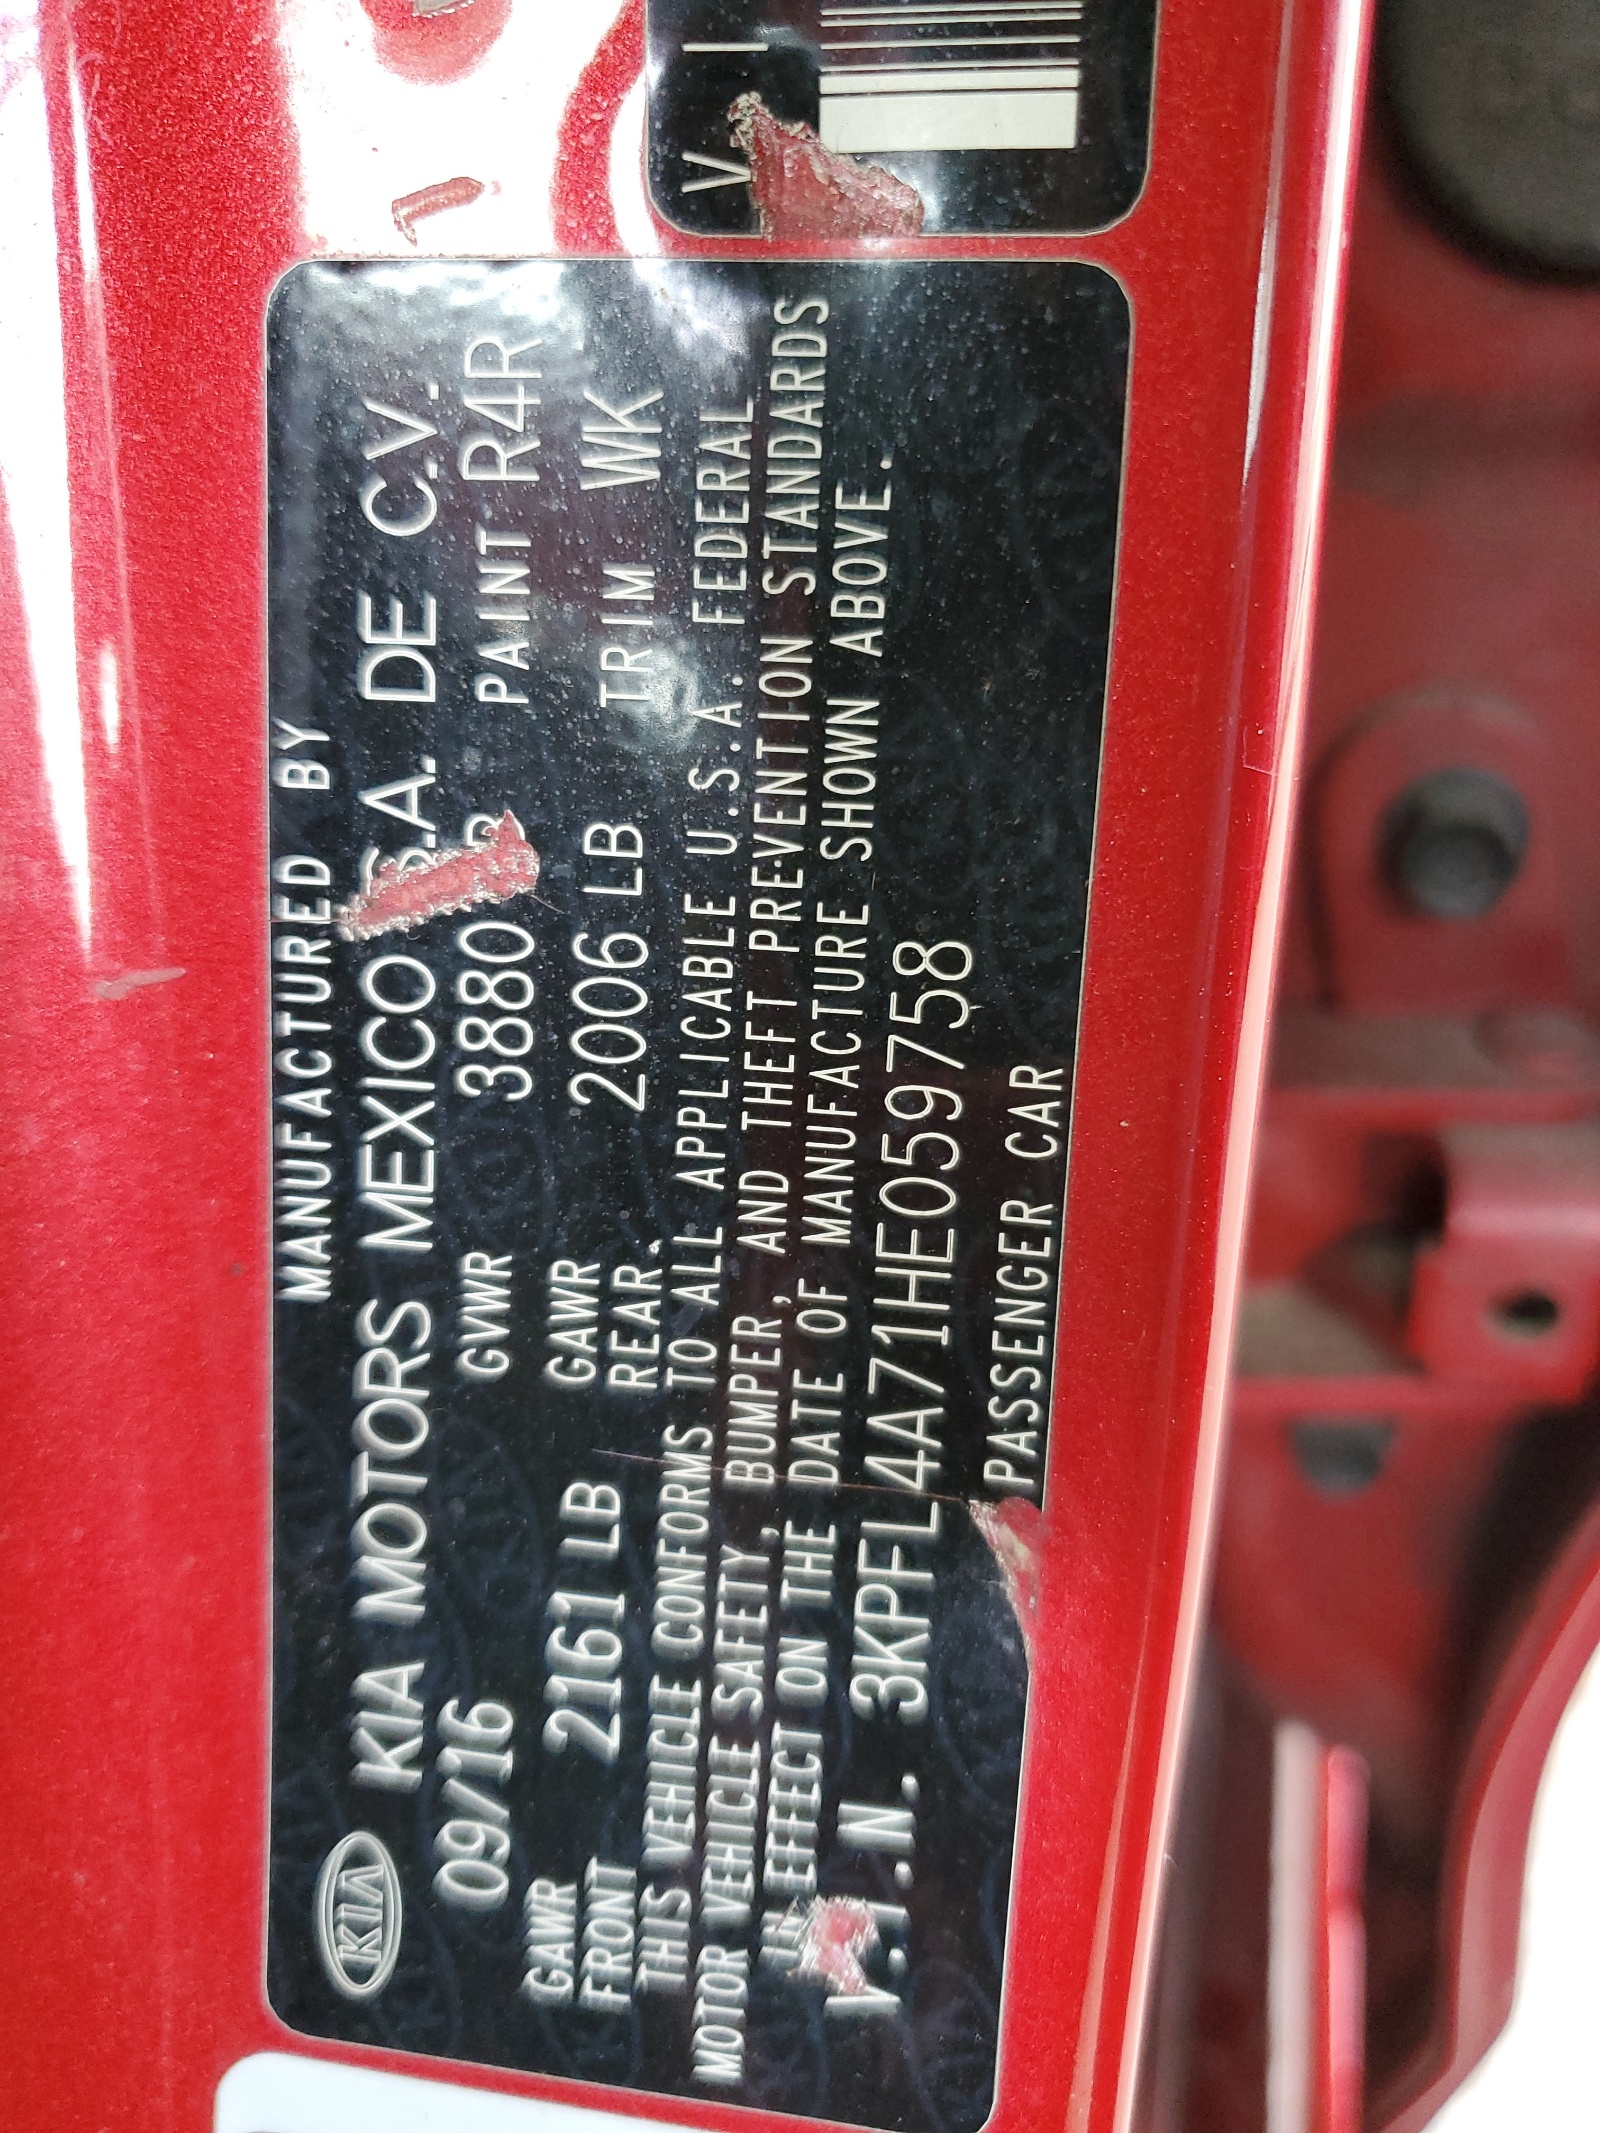 KIA
MANUFACTURED BY
KIA MOTORS MEXICO S.A. DE C.V.
09/16 GVWR 3880 PAINT R4R
GAWR FRONT 2161 LB GAWR REAR 2006 LB TRIM WK
THIS VEHICLE CONFORMS TO ALL APPLICABLE U.S.A. FEDERAL
MOTOR VEHICLE SAFETY, BUMPER, AND THEFT PREVENTION STANDARDS
IN EFFECT ON THE DATE OF MANUFACTURE SHOWN ABOVE.
V.I.N. 3KPFL4A71HE059758
PASSENGER CAR
V I